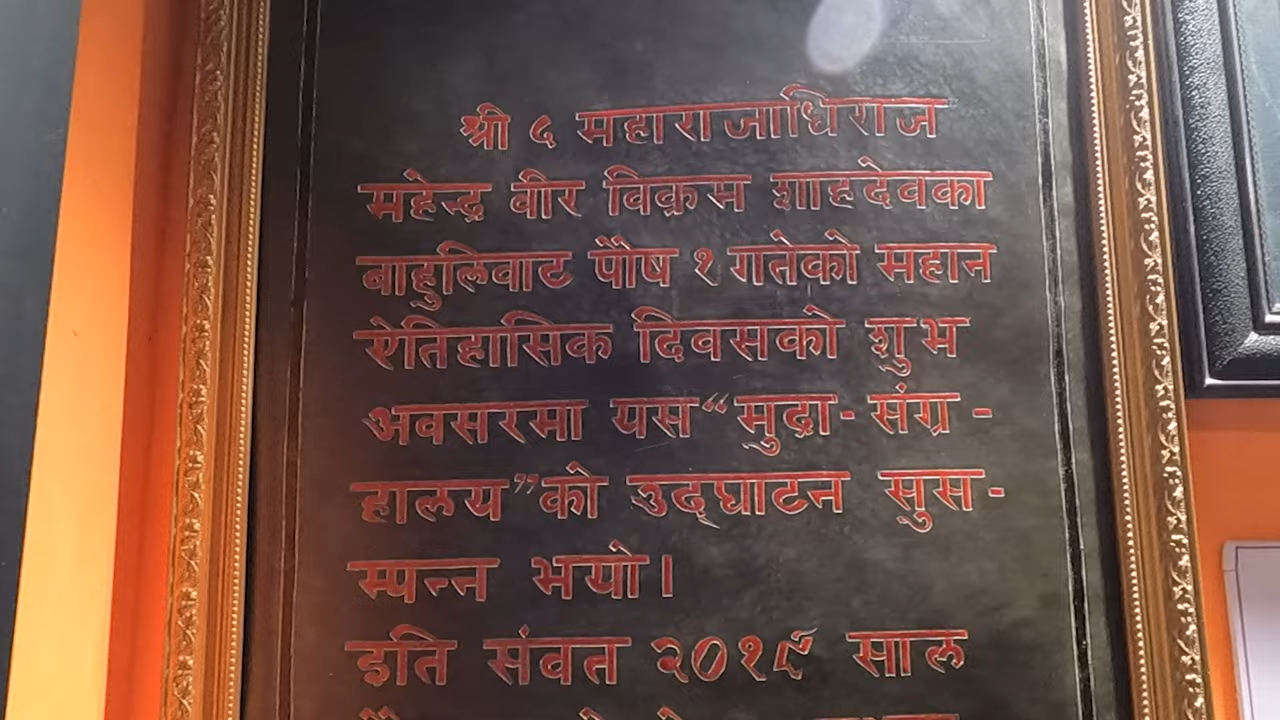 श्री ५ महाराजाधिराज
महेन्द्र वीर विक्रम शाहदेवका
बाहुलिवाट पौष १ गतेको महान
ऐतिहासिक दिवसको शुभ
अवसरमा यस “मुद्रा- संग्र -
हालय”को उद्घाटन सुस-
म्पन्न भयो।
इति संवत २०१९ साल